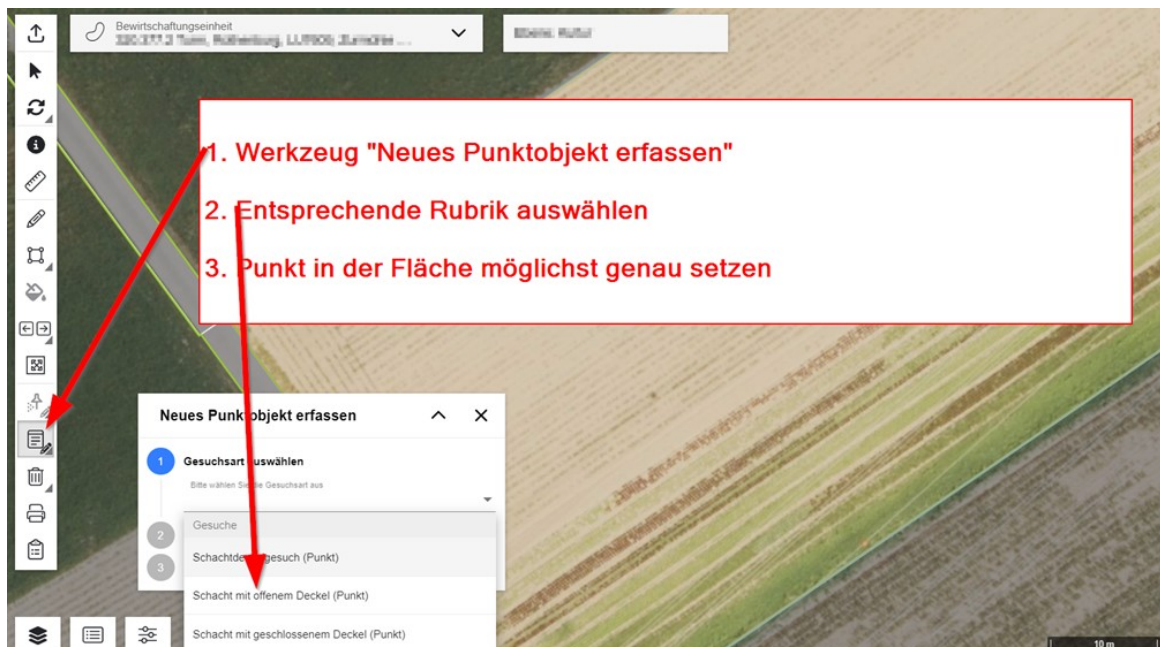 Bewirtschaftungseinheit
1. Werkzeug "Neues Punktobjekt erfassen"
2. Entsprechende Rubrik auswählen
3. Punkt in der Fläche möglichst genau setzen
Neues Punktobjekt erfassen
1 Gesuchsart auswählen
Bitte wählen Sie die Gesuchsart aus
2
Gesuche
3
Schachtdeckelgesuch (Punkt)
Schacht mit offenem Deckel (Punkt)
Schacht mit geschlossenem Deckel (Punkt)
10 m